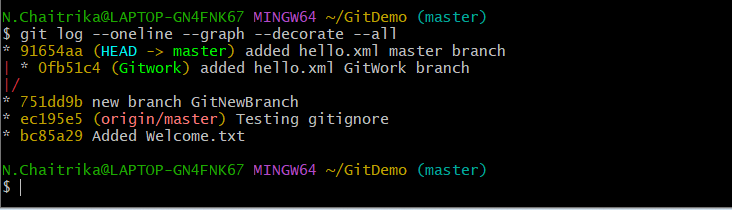 N.Chaitrika@LAPTOP-GN4FNK67 MINGW64 ~/GitDemo (master)
$ git log --oneline --graph --decorate --all
* 91654aa (HEAD -> master) added hello.xml master branch
| * 0fb51c4 (Gitwork) added hello.xml GitWork branch
|/
* 751dd9b new branch GitNewBranch
* ec195e5 (origin/master) Testing gitignore
* bc85a29 Added Welcome.txt
N.Chaitrika@LAPTOP-GN4FNK67 MINGW64 ~/GitDemo (master)
$